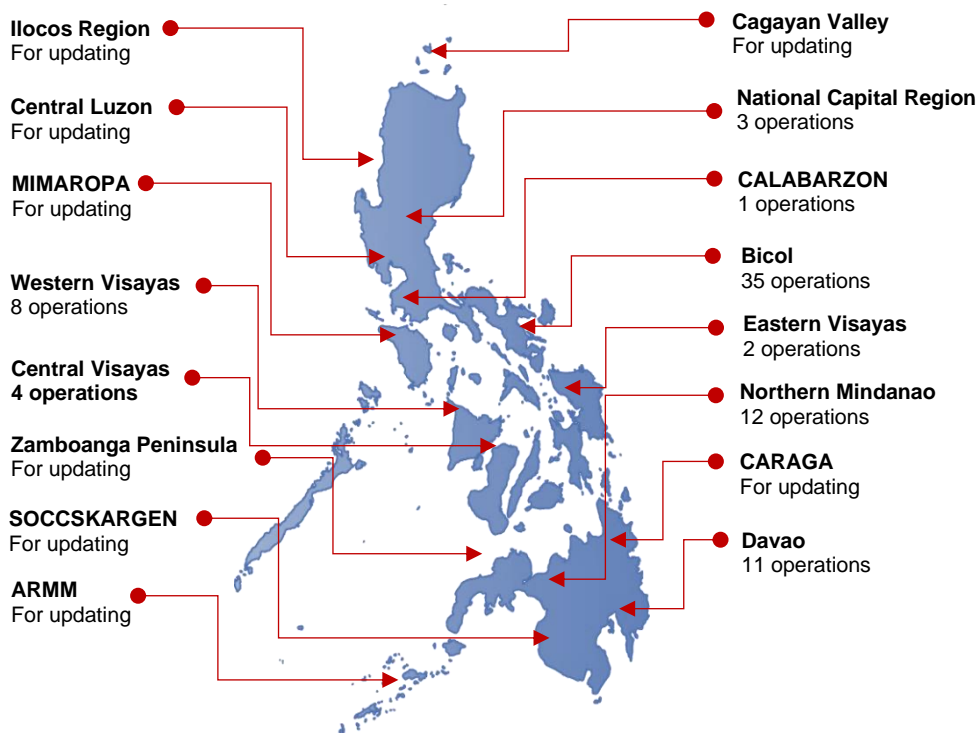 Ilocos Region
For updating
Central Luzon
For updating
MIMAROPA
For updating
Western Visayas
8 operations
Central Visayas
4 operations
Zamboanga Peninsula
For updating
SOCCSKARGEN
For updating
ARMM
For updating
Cagayan Valley
For updating
National Capital Region
3 operations
CALABARZON
1 operations
Bicol
35 operations
Eastern Visayas
2 operations
Northern Mindanao
12 operations
CARAGA
For updating
Davao
11 operations